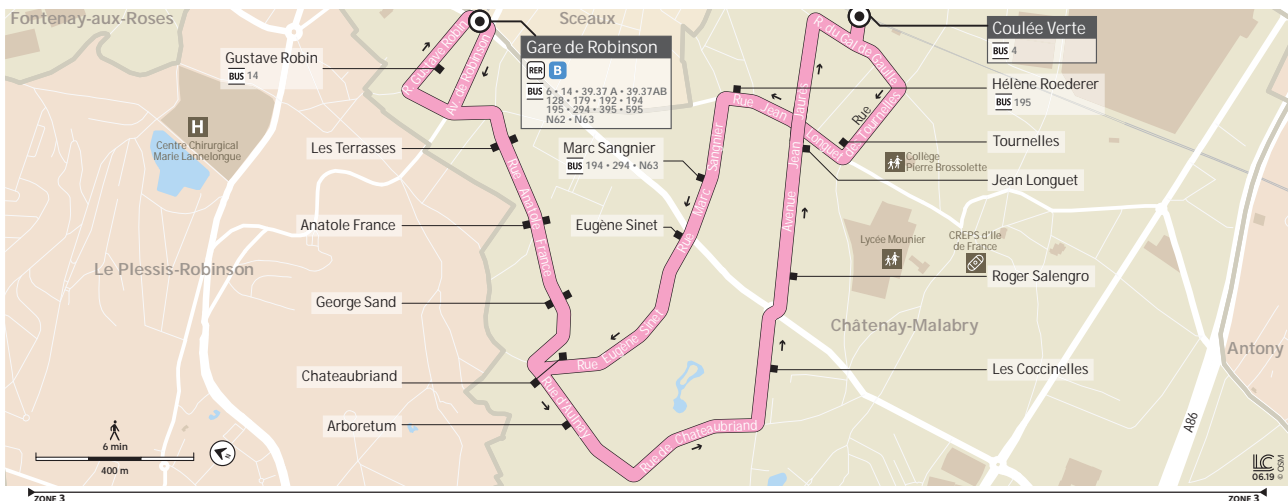 Fontenay-aux-Roses
Sceaux
Gare de Robinson
RER B
BUS 6 • 14 • 39.37 A • 39.37AB
128 • 179 • 192 • 194
195 • 294 • 395 • 595
N62 • N63
Coulée Verte
BUS 4
Gustave Robin
BUS 14
R. Gustave Robin
Av. de Robinson
R. du Gal de Gaulle
Hélène Roederer
BUS 195
H
Centre Chirurgical
Marie Lannelongue
Les Terrasses
Marc Sangnier
BUS 194 • 294 • N63
Rue Jean Longuet
Rue de Tournelles
Tournelles
Collège
Pierre Brossolette
Jean Longuet
Rue Anatole France
Rue Marc Sangnier
Avenue Jean Jaurès
Anatole France
Eugène Sinet
Lycée Mounier
CREPS d'Ile
de France
Le Plessis-Robinson
Roger Salengro
George Sand
Châtenay-Malabry
Rue Eugène Sinet
Antony
Chateaubriand
Les Coccinelles
Rue d'Aulnay
Arboretum
Rue de Chateaubriand
A86
6 min
400 m
N
LC
06.19
© OSM
ZONE 3
ZONE 3